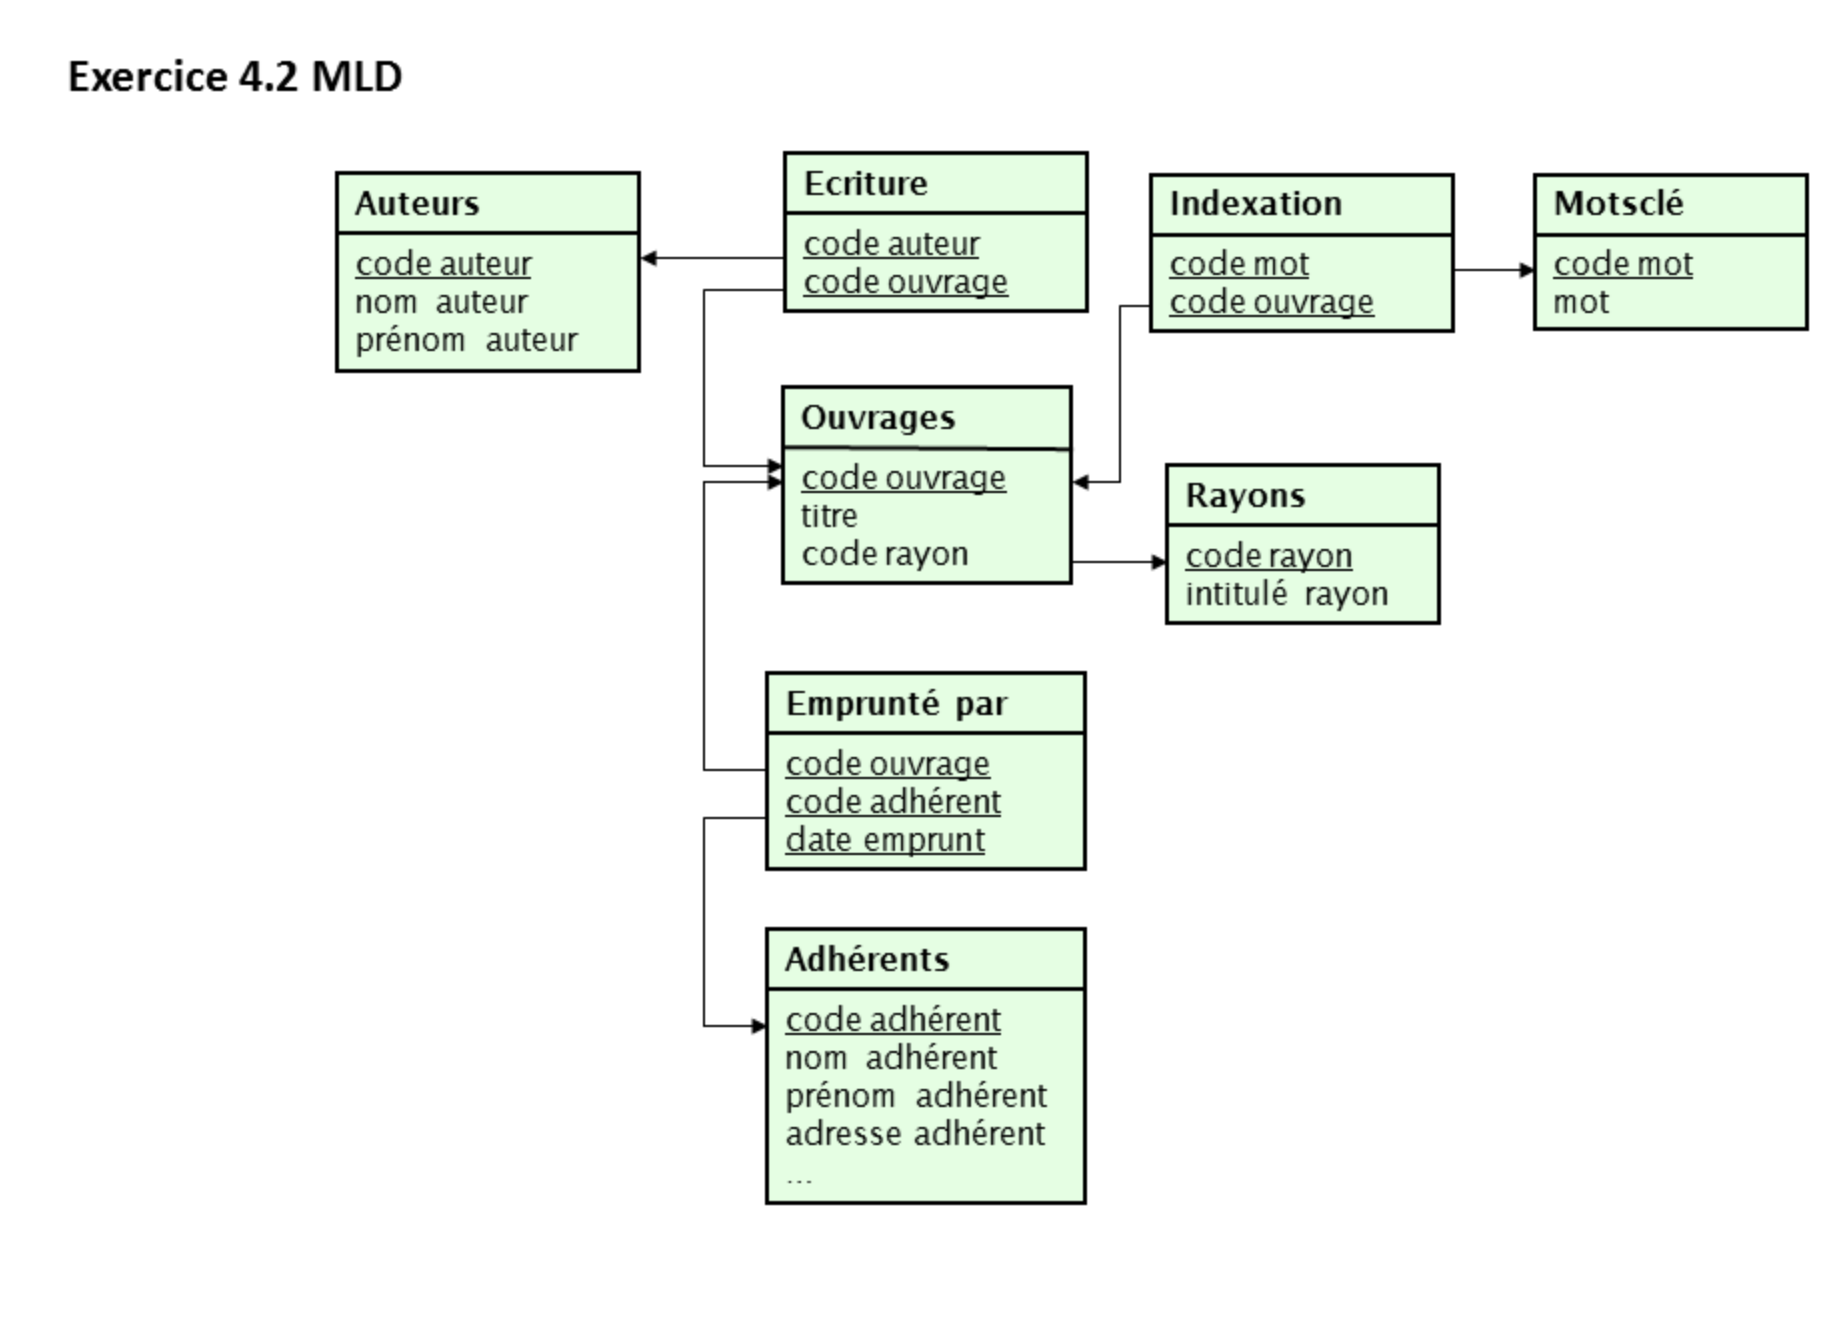 Exercice 4.2 MLD
Auteurs
code auteur
nom auteur
prénom auteur
Ecriture
code auteur
code ouvrage
Indexation
code mot
code ouvrage
Motsclé
code mot
mot
Ouvrages
code ouvrage
titre
code rayon
Rayons
code rayon
intitulé rayon
Emprunté par
code ouvrage
code adhérent
date emprunt
Adhérents
code adhérent
nom adhérent
prénom adhérent
adresse adhérent
...